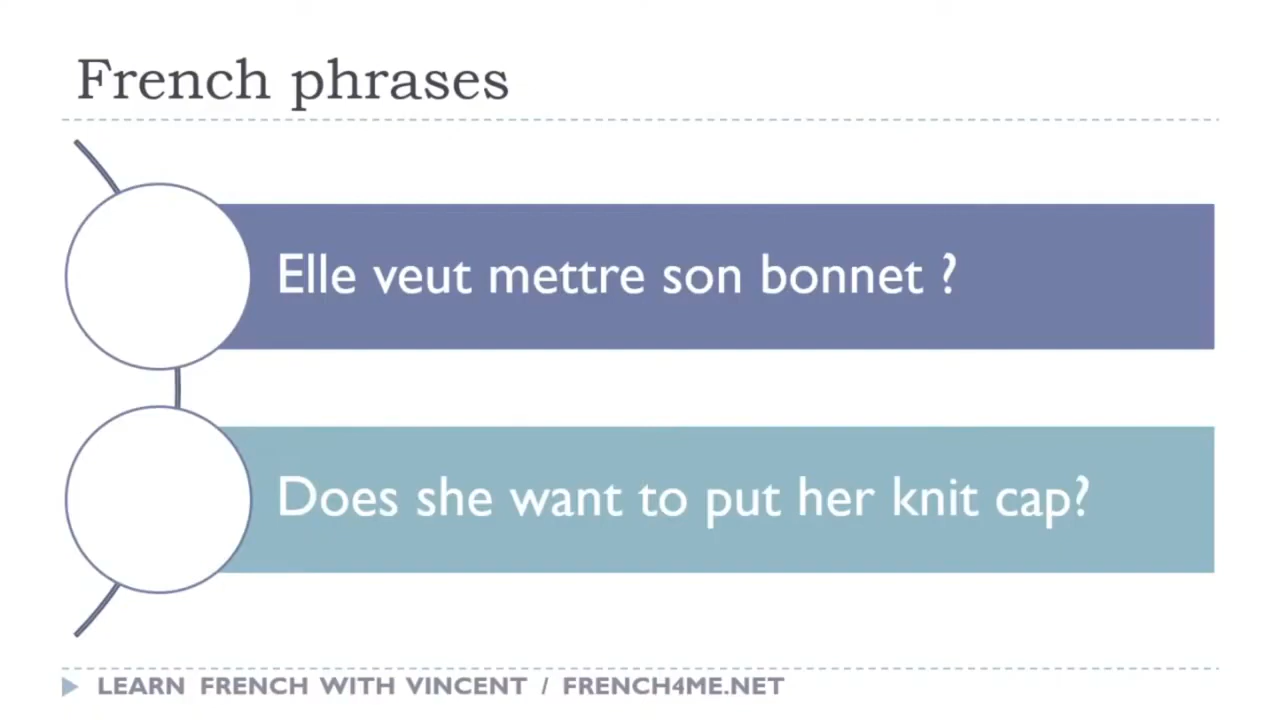 French phrases
Elle veut mettre son bonnet ?
Does she want to put her knit cap?
LEARN FRENCH WITH VINCENT / FRENCH4ME.NET